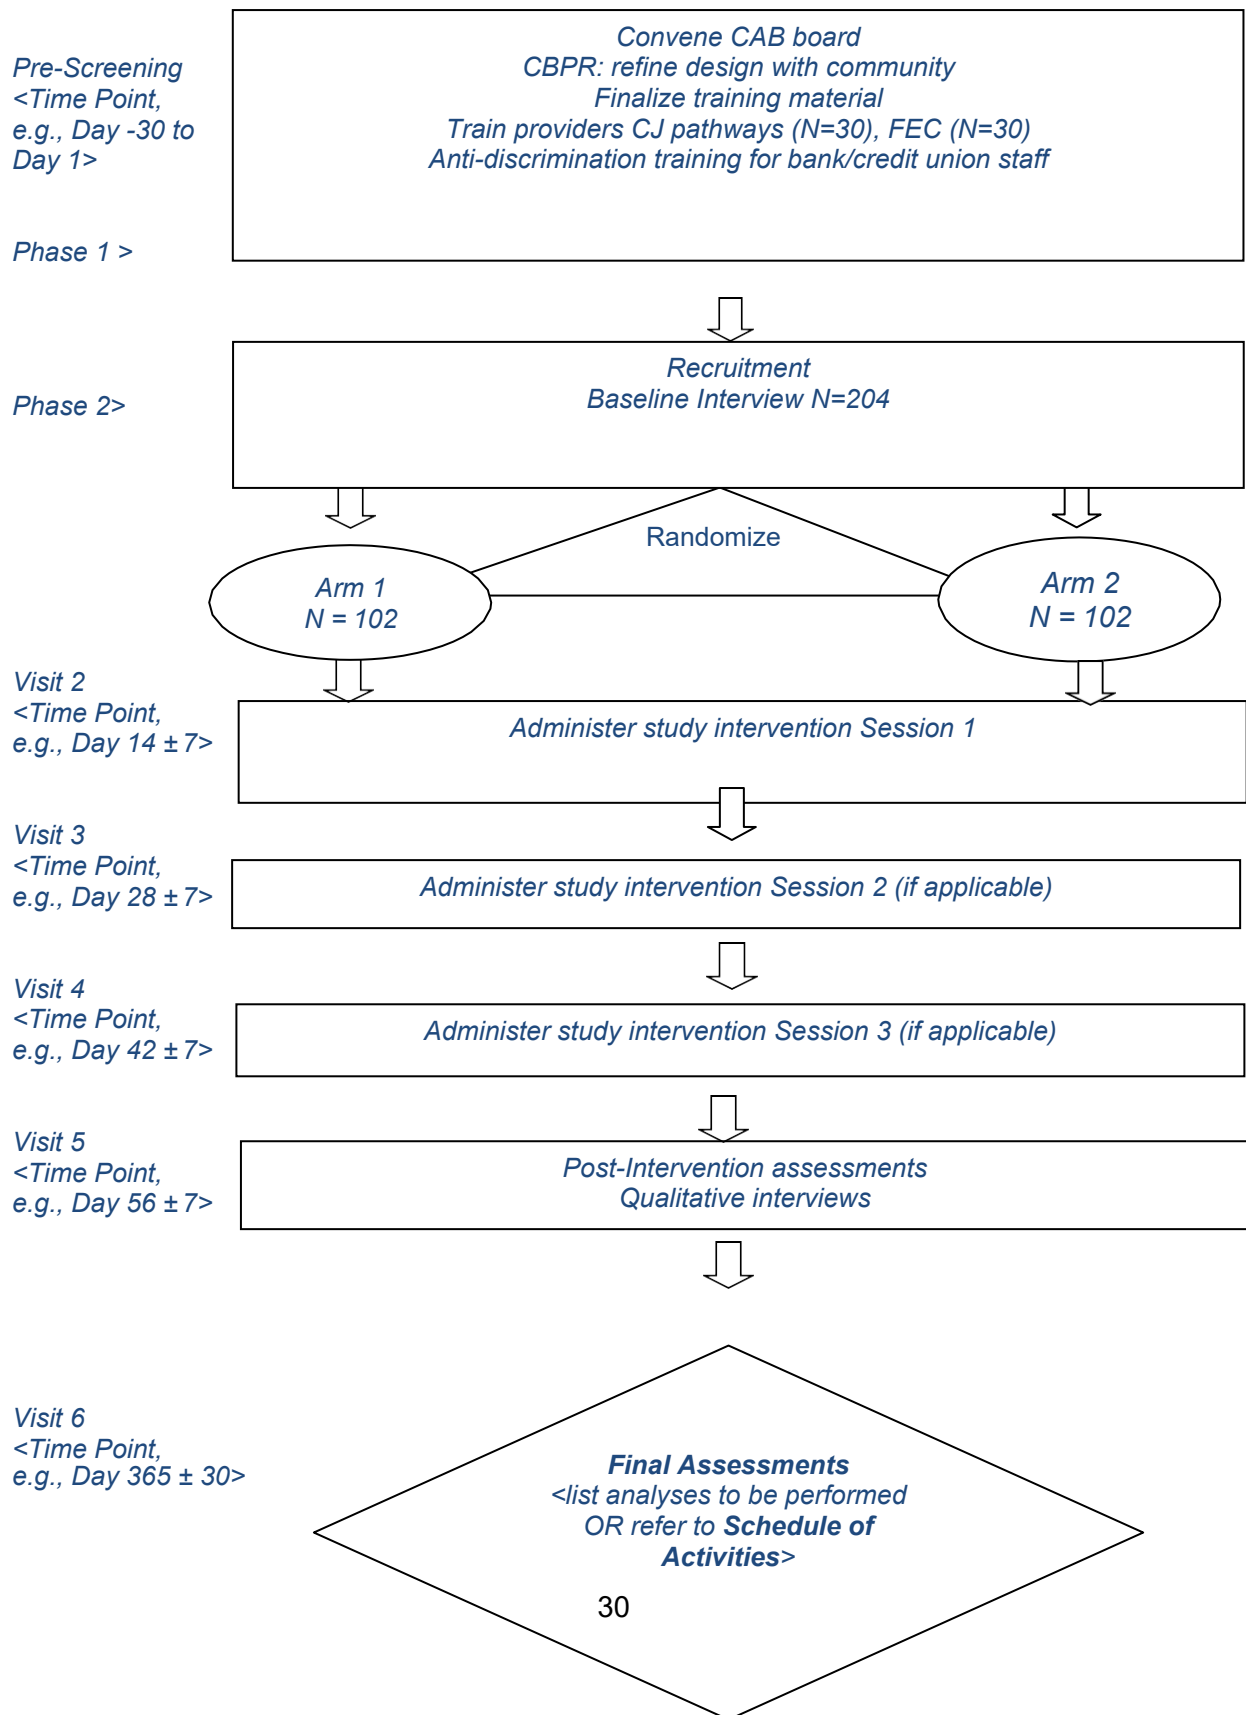 Convene CAB board
CBPR: refine design with community
Finalize training material
Train providers CJ pathways (N=30), FEC (N=30)
Anti-discrimination training for bank/credit union staff
Pre-Screening
<Time Point,
e.g., Day -30 to
Day 1>
Phase 1 >
Recruitment
Baseline Interview N=204
Phase 2>
Randomize
Arm 1
N = 102
Arm 2
N = 102
Visit 2
<Time Point,
e.g., Day 14 ± 7>
Administer study intervention Session 1
Visit 3
<Time Point,
e.g., Day 28 ± 7>
Administer study intervention Session 2 (if applicable)
Visit 4
<Time Point,
e.g., Day 42 ± 7>
Administer study intervention Session 3 (if applicable)
Visit 5
<Time Point,
e.g., Day 56 ± 7>
Post-Intervention assessments
Qualitative interviews
Visit 6
<Time Point,
e.g., Day 365 ± 30>
Final Assessments
<list analyses to be performed
OR refer to Schedule of
Activities>
30